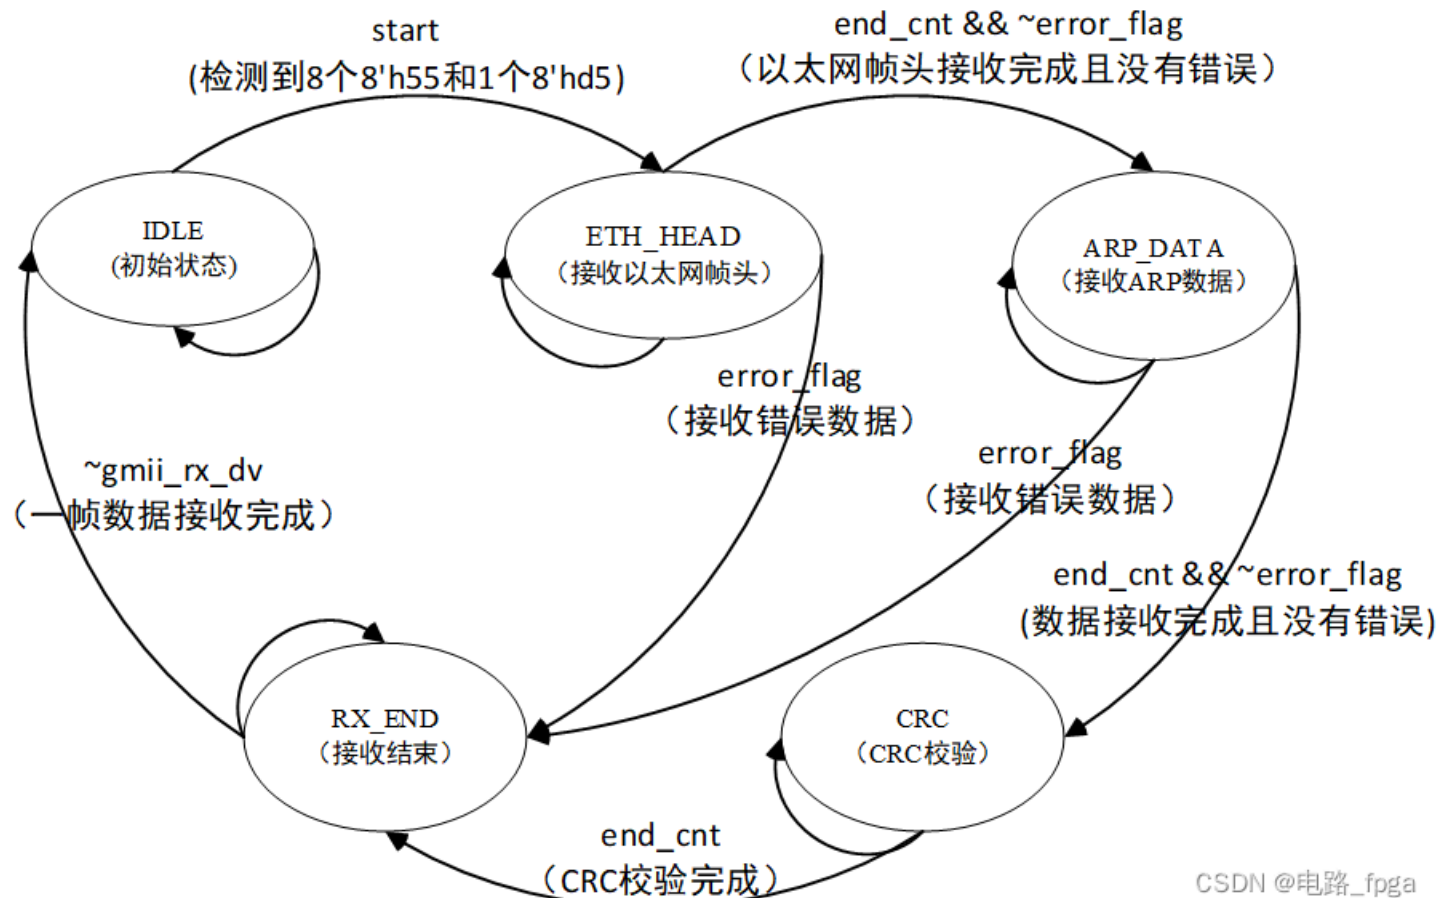 start
(检测到8个8'h55和1个8'hd5)
end_cnt && ~error_flag
（以太网帧头接收完成且没有错误）
IDLE
(初始状态)
ETH_HEAD
（接收以太网帧头）
ARP_DATA
（接收ARP数据）
error_flag
（接收错误数据）
error_flag
（接收错误数据）
~gmii_rx_dv
（一帧数据接收完成）
end_cnt && ~error_flag
(数据接收完成且没有错误)
RX_END
（接收结束）
CRC
（CRC校验）
end_cnt
（CRC校验完成）
CSDN @电路_fpga